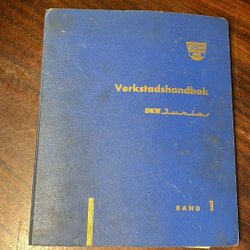 Verkstadshandbok
DKW Junior
BAND 1